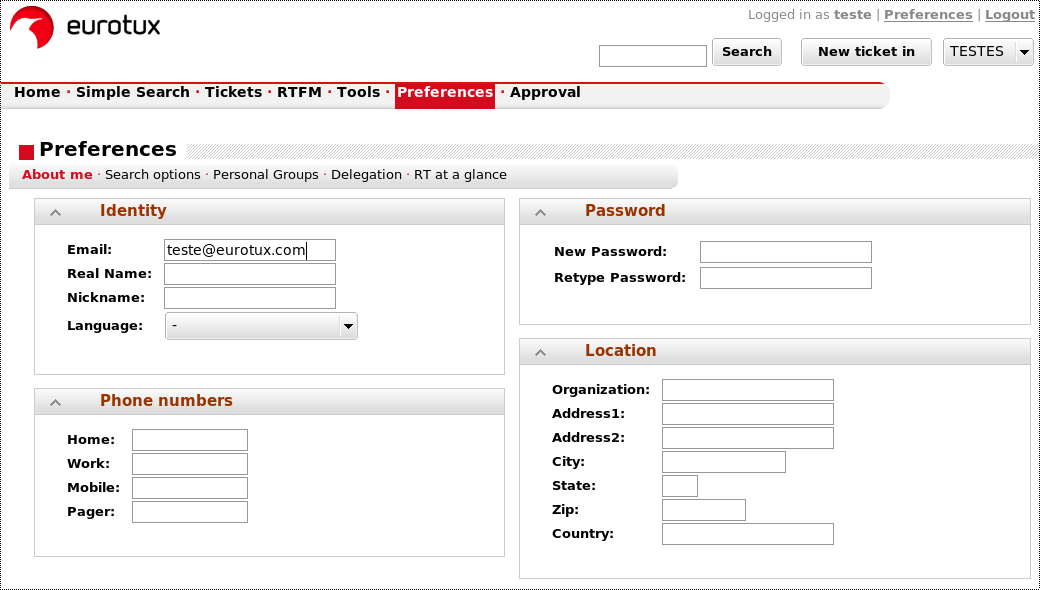 eurotux
Logged in as teste | Preferences | Logout
Search New ticket in TESTES
Home · Simple Search · Tickets · RTFM · Tools · Preferences · Approval
Preferences
About me · Search options · Personal Groups · Delegation · RT at a glance
Identity
Email: teste@eurotux.com
Real Name:
Nickname:
Language: -
Phone numbers
Home:
Work:
Mobile:
Pager:
Password
New Password:
Retype Password:
Location
Organization:
Address1:
Address2:
City:
State:
Zip:
Country: